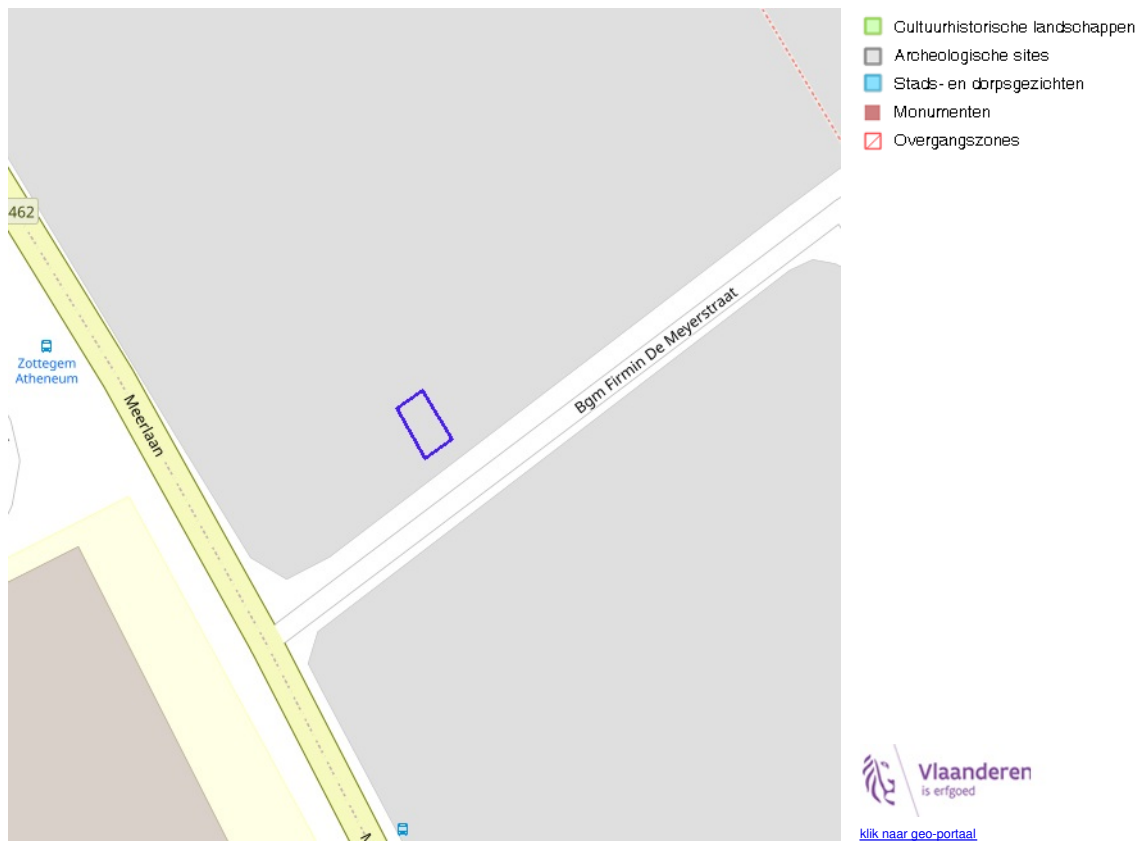 Cultuurhistorische landschappen
Archeologische sites
Stads- en dorpsgezichten
Monumenten
Overgangszones
462
Zottegem
Atheneum
Meerlaan
Bgm Firmin De Meyerstraat
Vlaanderen
is erfgoed
klik naar geo-portaal